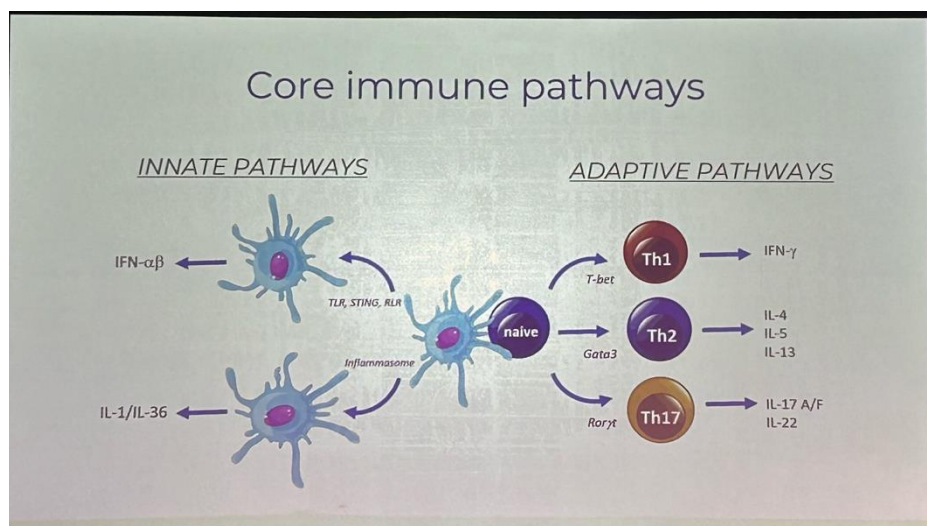 Core immune pathways
INNATE PATHWAYS
ADAPTIVE PATHWAYS
IFN-αβ
TLR, STING, RLR
Inflammasome
IL-1/IL-36
naive
T-bet
Th1
IFN-γ
Gata3
Th2
IL-4
IL-5
IL-13
Rorγt
Th17
IL-17 A/F
IL-22